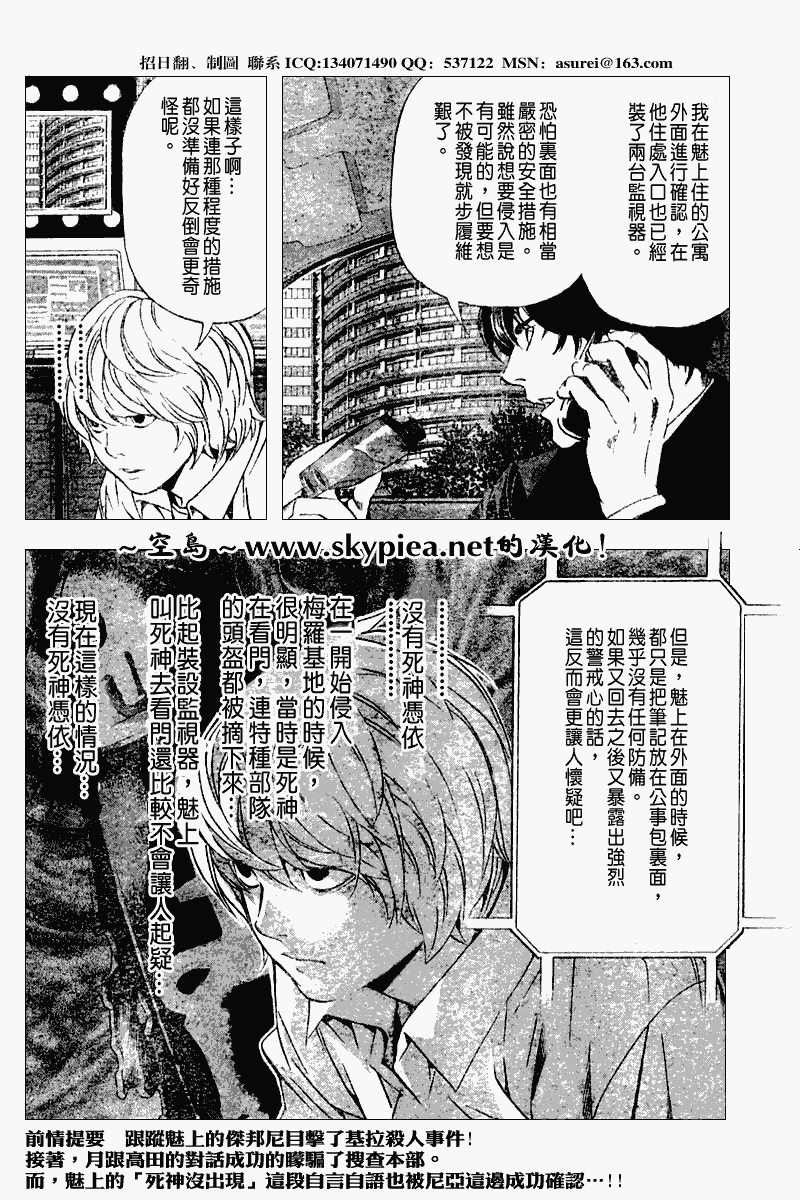 招日翻、制圖 聯系 ICQ:134071490 QQ：537122 MSN：asurei@163.com
我在魅上住的公寓
外面進行確認，在
他住處入口也已經
裝了兩台監視器。
恐怕裏面也有相當
嚴密的安全措施。
雖然說想要侵入是
有可能的，但要想
不被發現就步履維
艱了。
這樣子啊…
如果連那種程度的措施
都沒準備好反倒會更奇
怪呢。
～空島～www.skypiea.net的漢化!
但是，魅上在外面的時候，
都只是把筆記放在公事包裏面，
幾乎沒有任何防備。
如果又回去之後又暴露出強烈
的警戒心的話，
這反而會更讓人懷疑吧…
沒有死神憑依
在一開始侵入
梅羅基地的時候，
很明顯，當時是死神
在看門，連特種部隊
的頭盔都被摘下來…
比起裝設監視器，魅上
叫死神去看門還比較不會讓人起疑…
現在這樣的情況…
沒有死神憑依…
前情提要 跟蹤魅上的傑邦尼目擊了基拉殺人事件!
接著，月跟高田的對話成功的矇騙了搜查本部。
而，魅上的「死神沒出現」這段自言自語也被尼亞這邊成功確認…!!